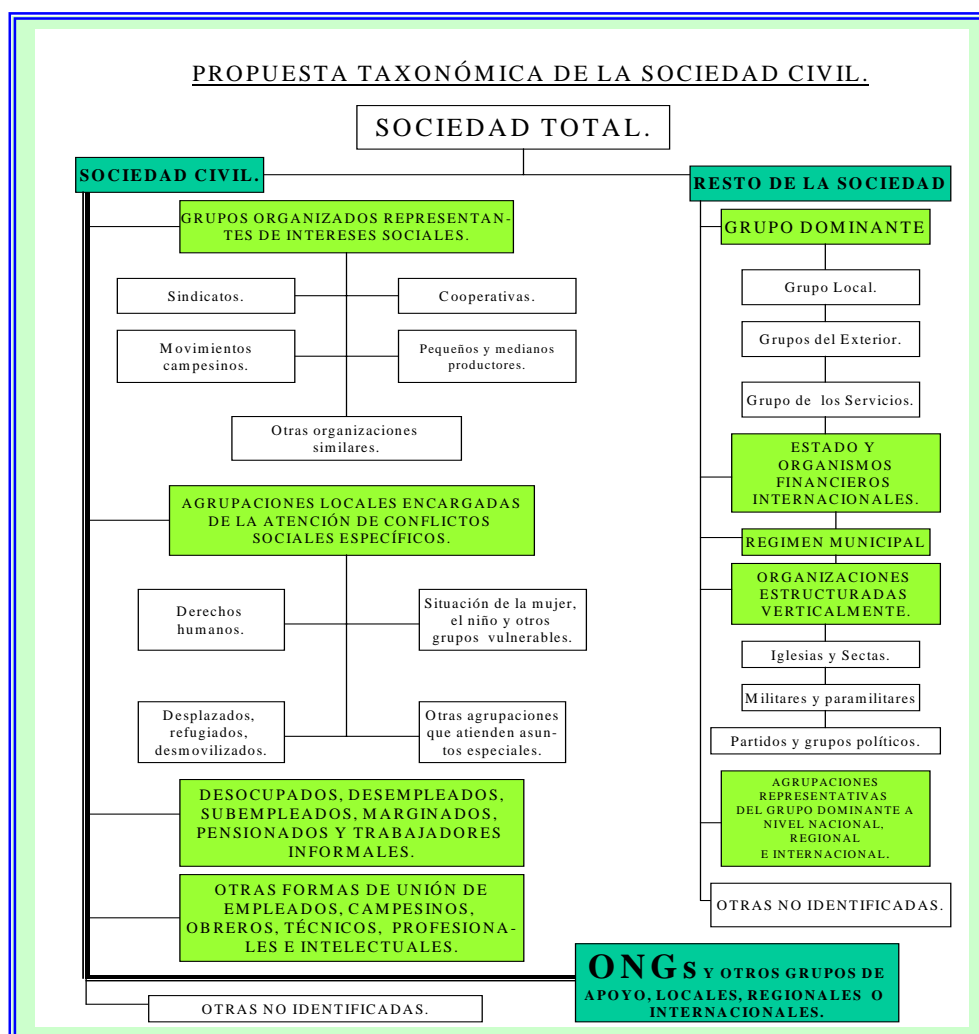 PROPUESTA TAXONÓMICA DE LA SOCIEDAD CIVIL.
SOCIEDAD TOTAL.
SOCIEDAD CIVIL.
GRUPOS ORGANIZADOS REPRESENTAN-
TES DE INTERESES SOCIALES.
Sindicatos.
Cooperativas.
Movimientos
campesinos.
Pequeños y medianos
productores.
Otras organizaciones
similares.
AGRUPACIONES LOCALES ENCARGADAS
DE LA ATENCIÓN DE CONFLICTOS
SOCIALES ESPECÍFICOS.
Derechos
humanos.
Situación de la mujer,
el niño y otros
grupos vulnerables.
Desplazados,
refugiados,
desmovilizados.
Otras agrupaciones
que atienden asun-
tos especiales.
DESOCUPADOS, DESEMPLEADOS,
SUBEMPLEADOS, MARGINADOS,
PENSIONADOS Y TRABAJADORES
INFORMALES.
OTRAS FORMAS DE UNIÓN DE
EMPLEADOS, CAMPESINOS,
OBREROS, TÉCNICOS, PROFESIONA-
LES E INTELECTUALES.
ONGs Y OTROS GRUPOS DE
APOYO, LOCALES, REGIONALES O
INTERNACIONALES.
OTRAS NO IDENTIFICADAS.
RESTO DE LA SOCIEDAD
GRUPO DOMINANTE
Grupo Local.
Grupos del Exterior.
Grupo de los Servicios.
ESTADO Y
ORGANISMOS
FINANCIEROS
INTERNACIONALES.
REGIMEN MUNICIPAL
ORGANIZACIONES
ESTRUCTURADAS
VERTICALMENTE.
Iglesias y Sectas.
Militares y paramilitares
Partidos y grupos políticos.
AGRUPACIONES
REPRESENTATIVAS
DEL GRUPO DOMINANTE A
NIVEL NACIONAL,
REGIONAL
E INTERNACIONAL.
OTRAS NO IDENTIFICADAS.